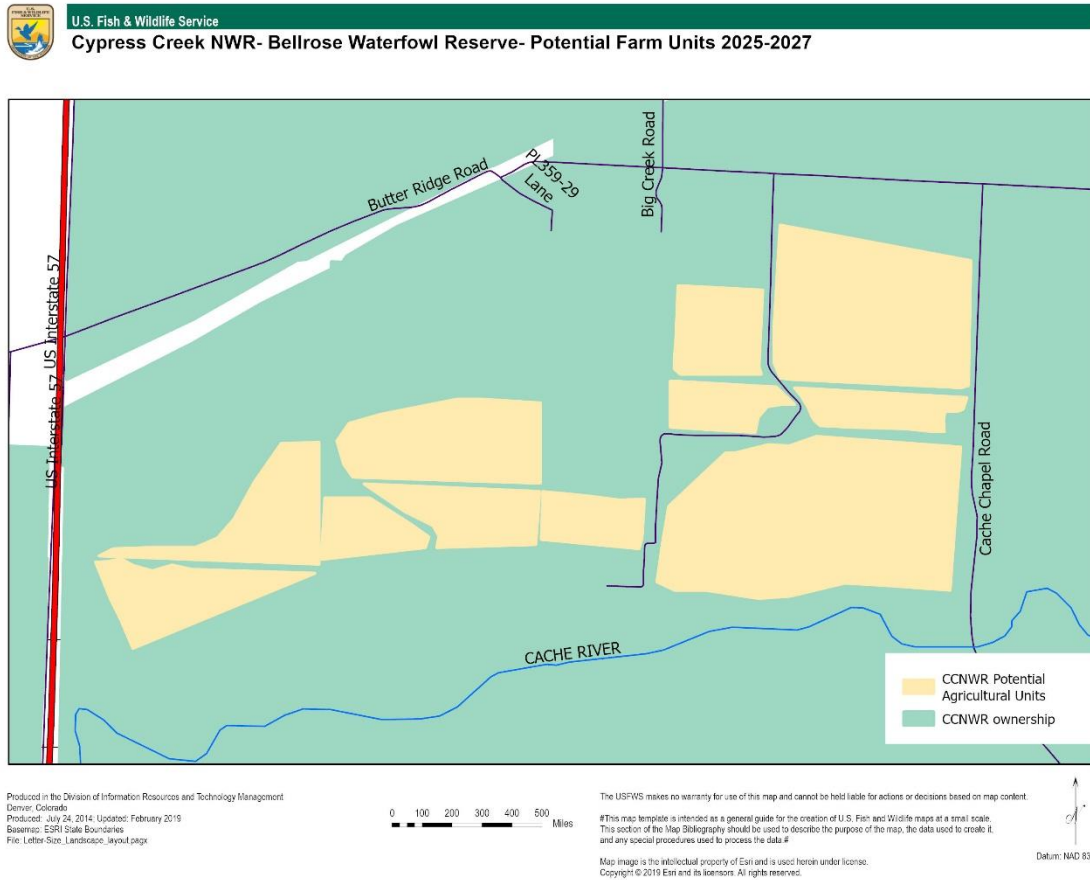 U.S.
FISH & WILDLIFE
SERVICE
U.S. Fish & Wildlife Service
Cypress Creek NWR- Bellrose Waterfowl Reserve- Potential Farm Units 2025-2027
Butter Ridge Road
PL359-29
Lane
Big Creek Road
US Interstate 57
US Interstate 57
Cache Chapel Road
CACHE RIVER
CCNWR Potential
Agricultural Units
CCNWR ownership
Produced in the Division of Information Resources and Technology Management
Denver, Colorado
Produced: July 24, 2014; Updated: February 2019
Basemap: ESRI State Boundaries
File: Letter-Size_Landscape_layout.pagx
0 100 200 300 400 500
Miles
The USFWS makes no warranty for use of this map and cannot be held liable for actions or decisions based on map content.
#This map template is intended as a general guide for the creation of U.S. Fish and Wildlife maps at a small scale.
This section of the Map Bibliography should be used to describe the purpose of the map, the data used to create it,
and any special procedures used to process the data.#
Map image is the intellectual property of Esri and is used herein under license.
Copyright © 2019 Esri and its licensors. All rights reserved.
N
Datum: NAD 83